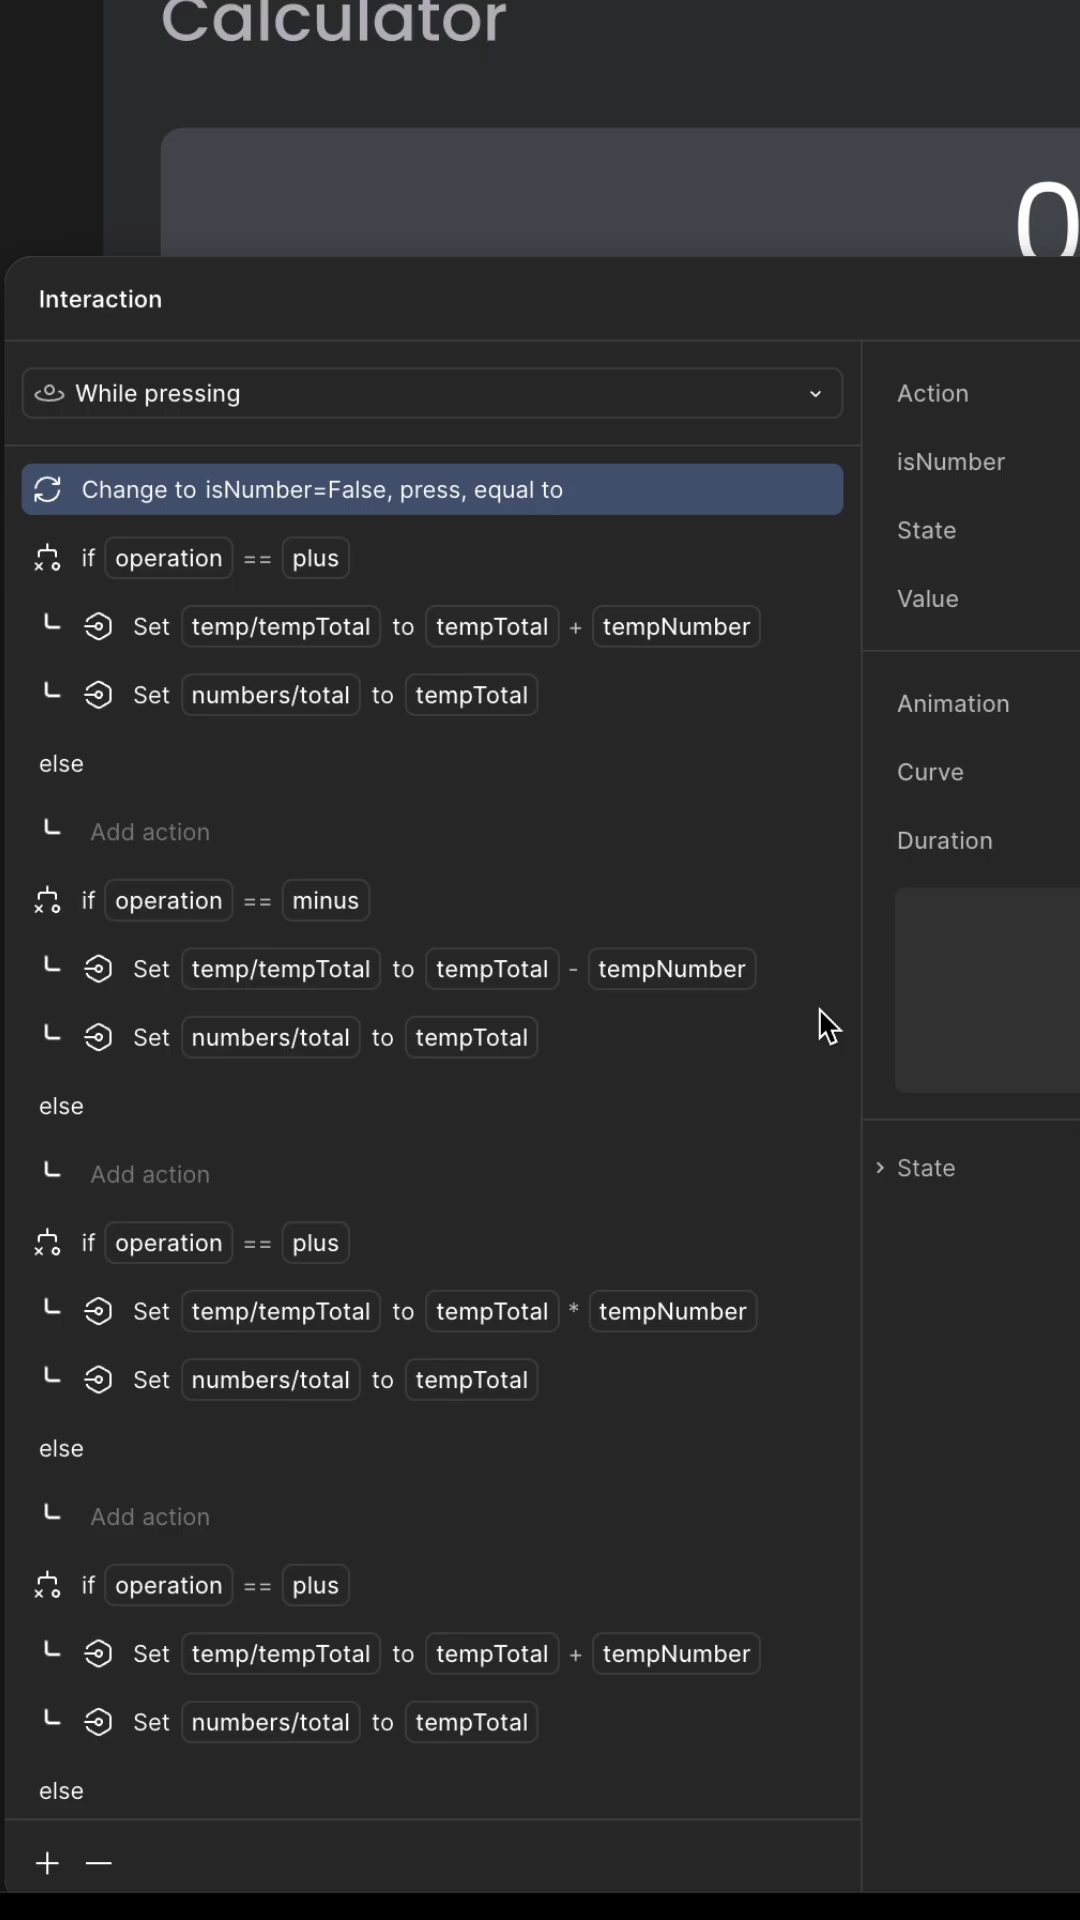 Calculator
0
Interaction
While pressing
Action
isNumber
State
Value
Change to isNumber=False, press, equal to
if operation == plus
Set temp/tempTotal to tempTotal + tempNumber
Set numbers/total to tempTotal
else
Add action
if operation == minus
Set temp/tempTotal to tempTotal - tempNumber
Set numbers/total to tempTotal
else
Add action
if operation == plus
Set temp/tempTotal to tempTotal * tempNumber
Set numbers/total to tempTotal
else
Add action
if operation == plus
Set temp/tempTotal to tempTotal + tempNumber
Set numbers/total to tempTotal
else
Animation
Curve
Duration
State